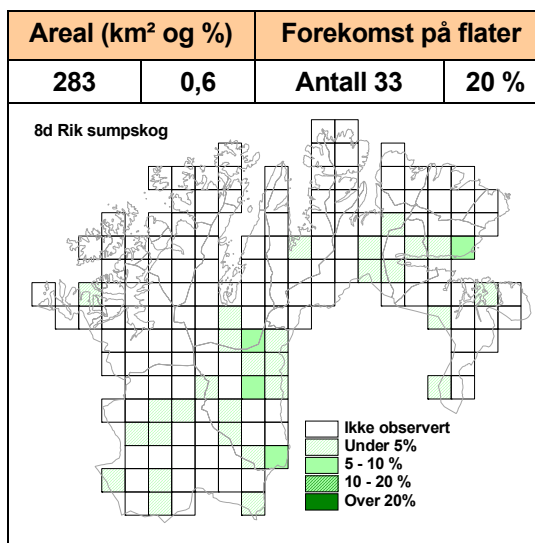 Areal (km² og %) Forekomst på flater
283 0,6 Antall 33 20 %
8d Rik sumpskog
Ikke observert
Under 5%
5 - 10 %
10 - 20 %
Over 20%